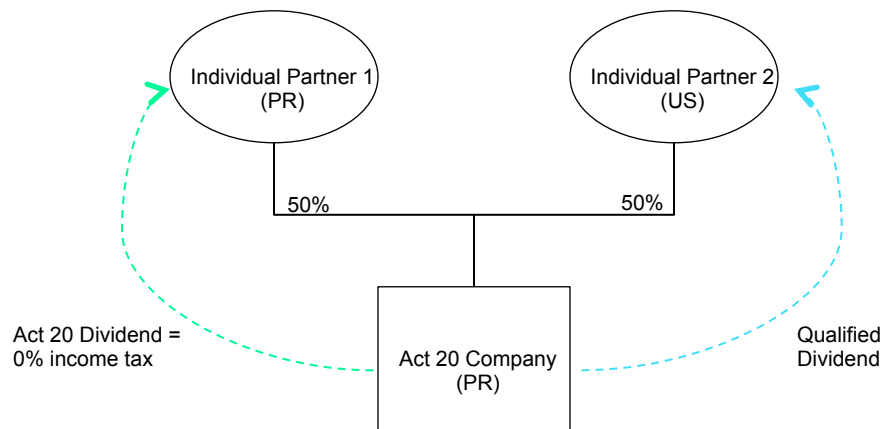 Individual Partner 1
(PR)
Individual Partner 2
(US)
50%
50%
Act 20 Dividend =
0% income tax
Act 20 Company
(PR)
Qualified
Dividend